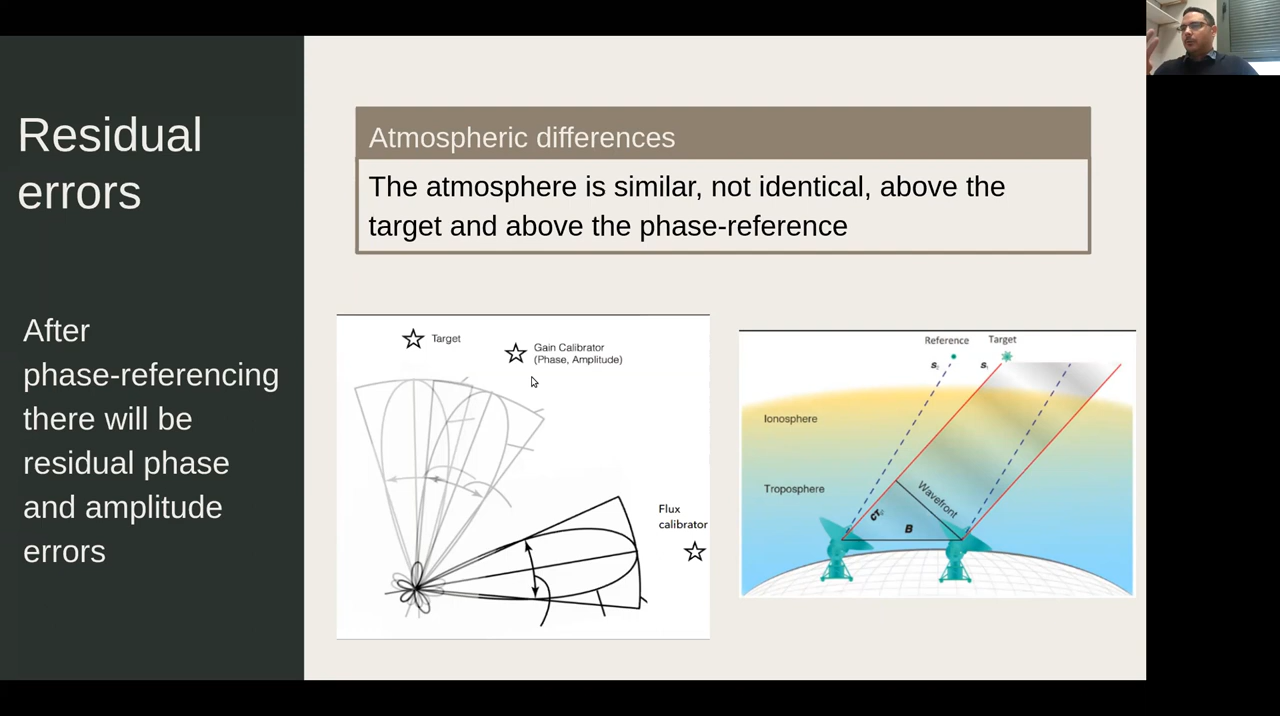 Residual
errors
After
phase-referencing
there will be
residual phase
and amplitude
errors
Atmospheric differences
The atmosphere is similar, not identical, above the
target and above the phase-reference
Target
Gain Calibrator
(Phase, Amplitude)
Flux
calibrator
Reference
Target
Ionosphere
Troposphere
Wavefront
B